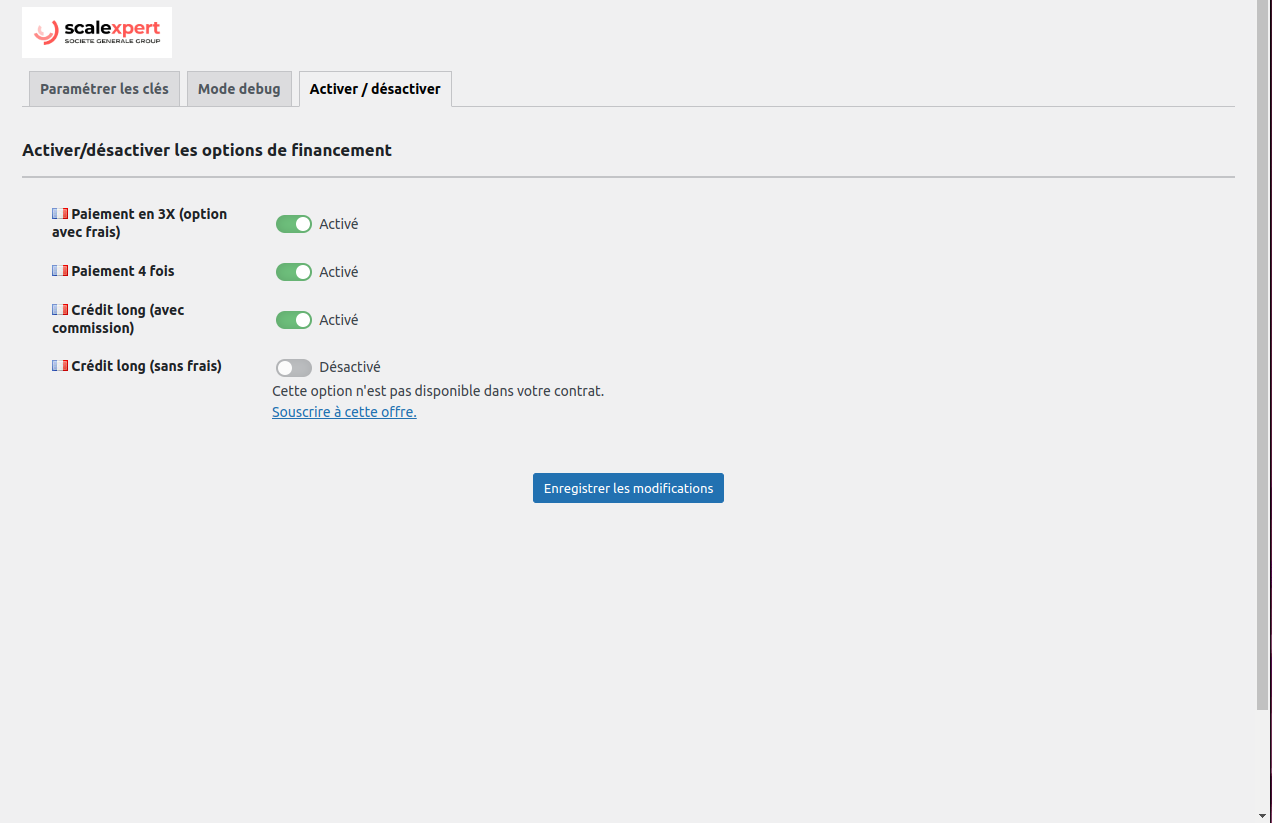 scalexpert
SOCIETE GENERALE GROUP
Paramétrer les clés
Mode debug
Activer / désactiver
Activer/désactiver les options de financement
Paiement en 3X (option
avec frais)
Activé
Paiement 4 fois
Activé
Crédit long (avec
commission)
Activé
Crédit long (sans frais)
Désactivé
Cette option n'est pas disponible dans votre contrat.
Souscrire à cette offre.
Enregistrer les modifications